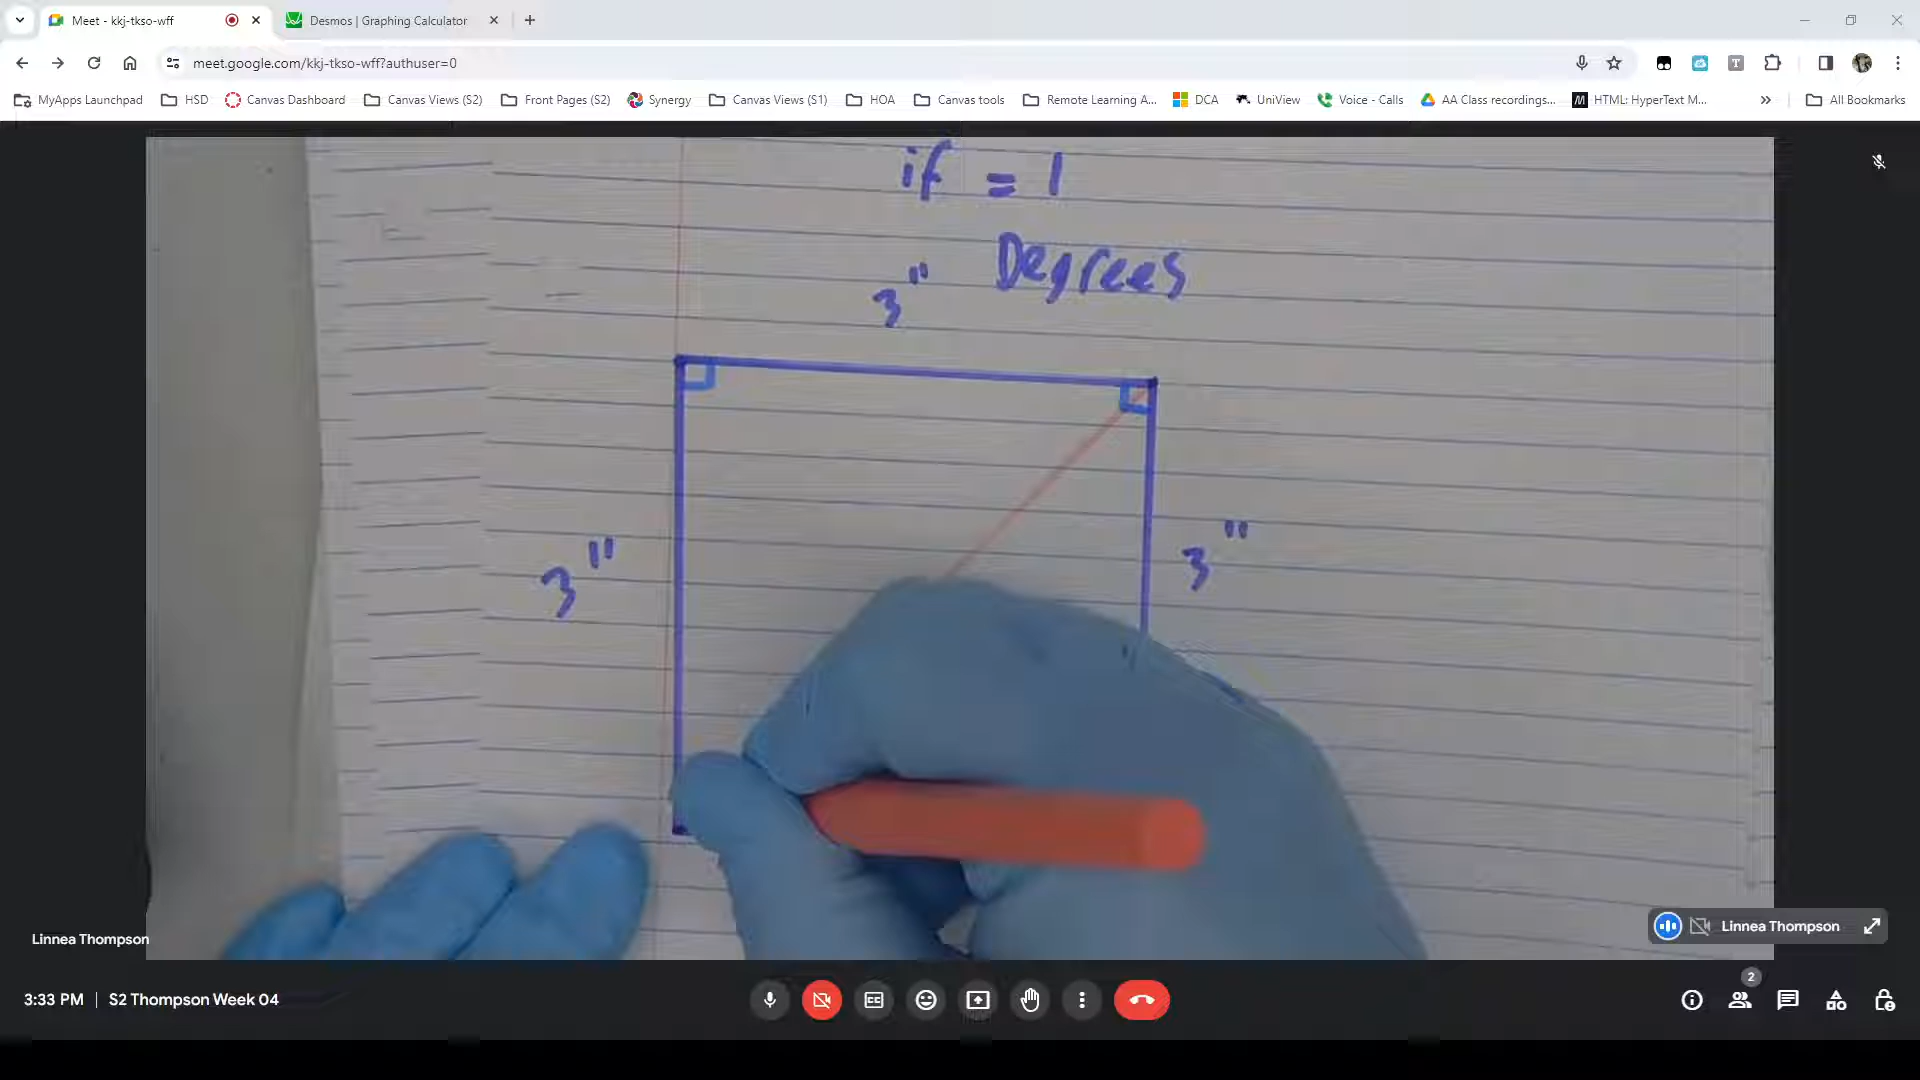 Meet - kkj-tkso-wff
Desmos | Graphing Calculator
meet.google.com/kkj-tkso-wff?authuser=0
MyApps Launchpad HSD Canvas Dashboard Canvas Views (S2) Front Pages (S2) Synergy Canvas Views (S1) HOA Canvas tools Remote Learning A... DCA UniView Voice - Calls AA Class recordings... HTML: HyperText M... All Bookmarks
if = 1
Degrees
3"
3"
3"
Linnea Thompson
Linnea Thompson
3:33 PM | S2 Thompson Week 04
2